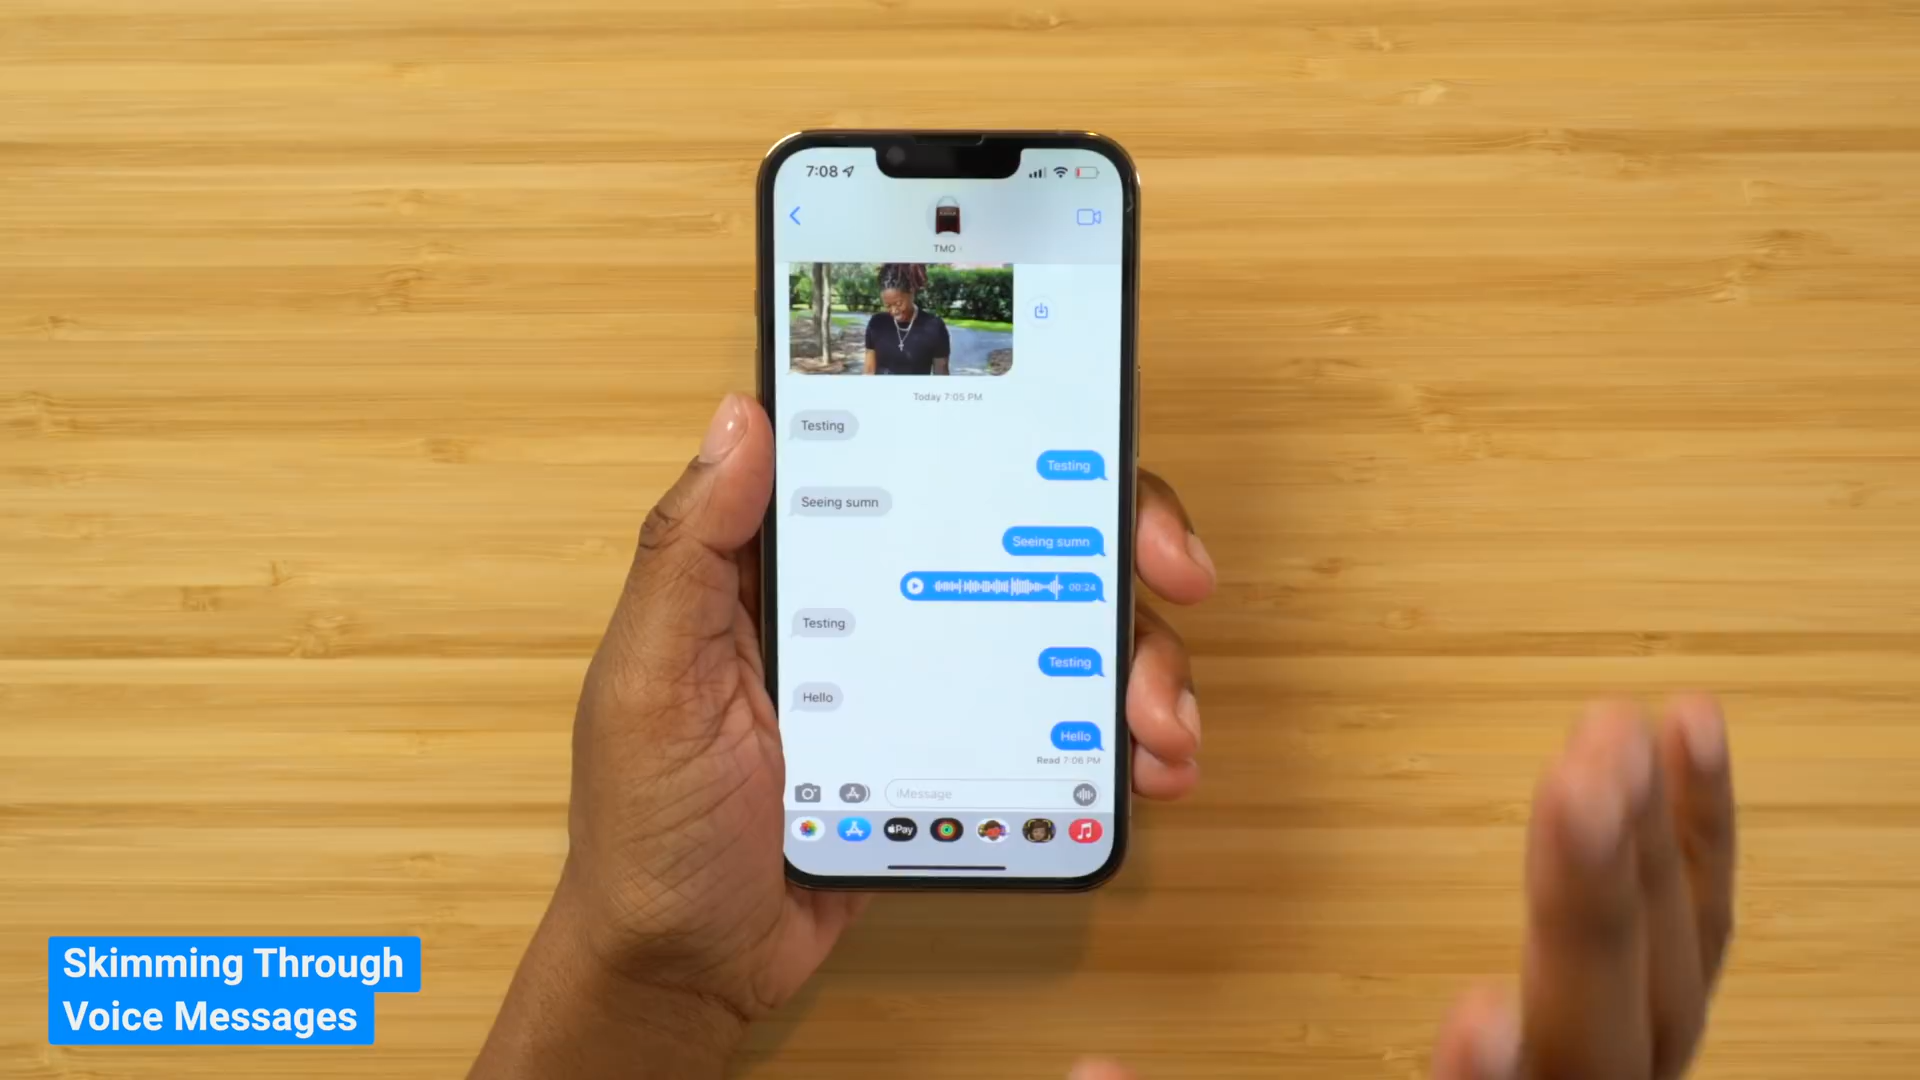 7:08
TMO
Today 7:05 PM
Testing
Testing
Seeing sumn
Seeing sumn
00:24
Testing
Testing
Hello
Hello
Read 7:06 PM
iMessage
Pay
Skimming Through
Voice Messages